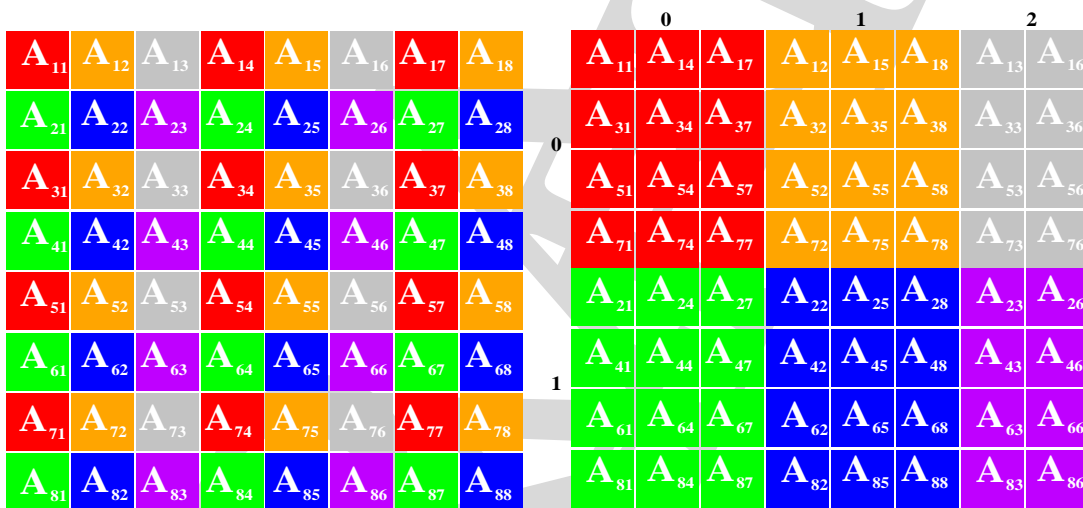 0 1 2
A11 A12 A13 A14 A15 A16 A17 A18
A21 A22 A23 A24 A25 A26 A27 A28
A31 A32 A33 A34 A35 A36 A37 A38
A41 A42 A43 A44 A45 A46 A47 A48
A51 A52 A53 A54 A55 A56 A57 A58
A61 A62 A63 A64 A65 A66 A67 A68
A71 A72 A73 A74 A75 A76 A77 A78
A81 A82 A83 A84 A85 A86 A87 A88
0
1
A11 A14 A17 A12 A15 A18 A13 A16
A31 A34 A37 A32 A35 A38 A33 A36
A51 A54 A57 A52 A55 A58 A53 A56
A71 A74 A77 A72 A75 A78 A73 A76
A21 A24 A27 A22 A25 A28 A23 A26
A41 A44 A47 A42 A45 A48 A43 A46
A61 A64 A67 A62 A65 A68 A63 A66
A81 A84 A87 A82 A85 A88 A83 A86